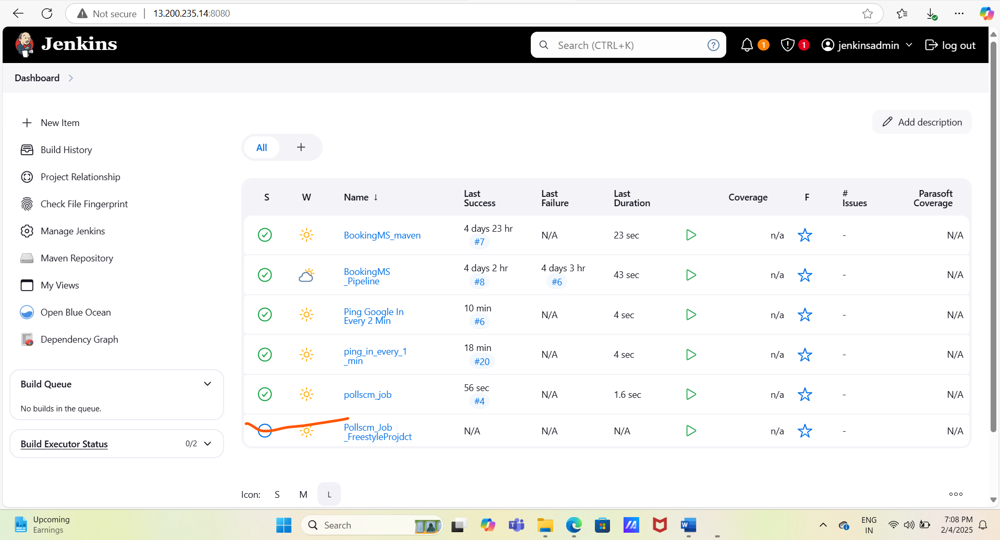 Not secure
13.200.235.14:8080
Jenkins
Search (CTRL+K)
1
1
jenkinsadmin
log out
Dashboard
New Item
Build History
Project Relationship
Check File Fingerprint
Manage Jenkins
Maven Repository
My Views
Open Blue Ocean
Dependency Graph
Build Queue
No builds in the queue.
Build Executor Status
0/2
Add description
All
S W Name ↓ Last Success Last Failure Last Duration Coverage F # Issues Parasoft Coverage
BookingMS_maven 4 days 23 hr #7 N/A 23 sec n/a - N/A
BookingMS_Pipeline 4 days 2 hr #8 4 days 3 hr #6 43 sec n/a - N/A
Ping Google In Every 2 Min 10 min #6 N/A 4 sec n/a - N/A
ping_in_every_1_min 18 min #20 N/A 4 sec n/a - N/A
pollscm_job 56 sec #4 N/A 1.6 sec n/a - N/A
Pollscm_Job_FreestyleProjdct N/A N/A N/A n/a - N/A
Icon: S M L
Upcoming
Earnings
Search
ENG
IN
7:08 PM
2/4/2025